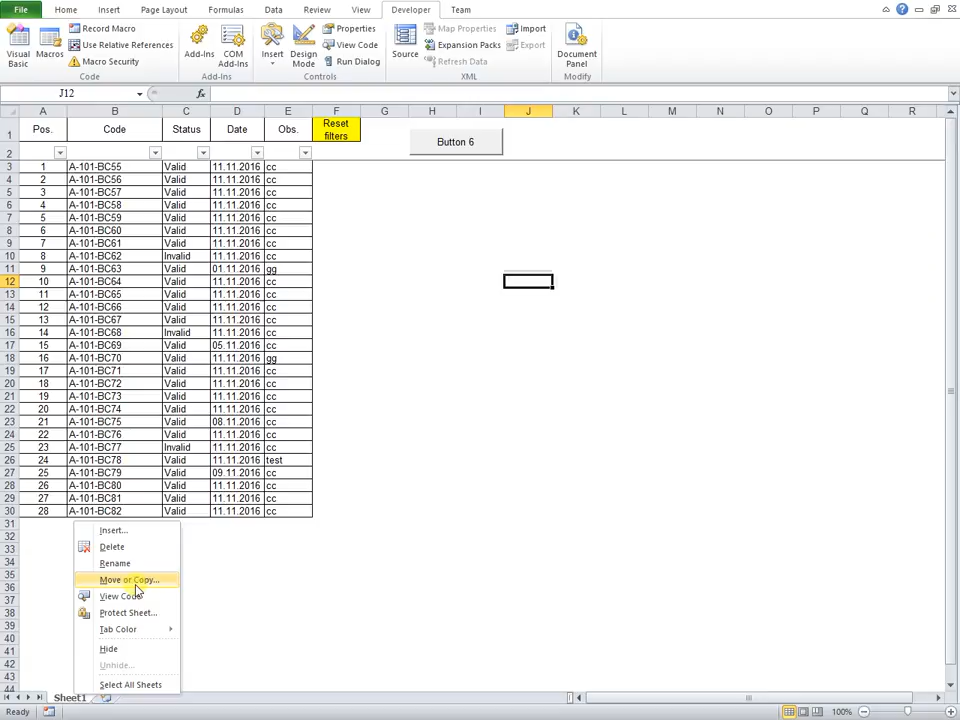 File Home Insert Page Layout Formulas Data Review View Developer Team
Visual Basic
Macros
Record Macro
Use Relative References
Macro Security
Code
Add-Ins
COM Add-Ins
Add-Ins
Insert
Design Mode
Properties
View Code
Run Dialog
Controls
Source
Map Properties
Expansion Packs
Refresh Data
Import
Export
XML
Document Panel
Modify
J12 fx
A B C D E F G H I J K L M N O P Q R
1 Pos. Code Status Date Obs. Reset filters
Button 6
2
3 1 A-101-BC55 Valid 11.11.2016 cc
4 2 A-101-BC56 Valid 11.11.2016 cc
5 3 A-101-BC57 Valid 11.11.2016 cc
6 4 A-101-BC58 Valid 11.11.2016 cc
7 5 A-101-BC59 Valid 11.11.2016 cc
8 6 A-101-BC60 Valid 11.11.2016 cc
9 7 A-101-BC61 Valid 11.11.2016 cc
10 8 A-101-BC62 Invalid 11.11.2016 cc
11 9 A-101-BC63 Valid 01.11.2016 gg
12 10 A-101-BC64 Valid 11.11.2016 cc
13 11 A-101-BC65 Valid 11.11.2016 cc
14 12 A-101-BC66 Valid 11.11.2016 cc
15 13 A-101-BC67 Valid 11.11.2016 cc
16 14 A-101-BC68 Invalid 11.11.2016 cc
17 15 A-101-BC69 Valid 05.11.2016 cc
18 16 A-101-BC70 Valid 11.11.2016 gg
19 17 A-101-BC71 Valid 11.11.2016 cc
20 18 A-101-BC72 Valid 11.11.2016 cc
21 19 A-101-BC73 Valid 11.11.2016 cc
22 20 A-101-BC74 Valid 11.11.2016 cc
23 21 A-101-BC75 Valid 08.11.2016 cc
24 22 A-101-BC76 Valid 11.11.2016 cc
25 23 A-101-BC77 Invalid 11.11.2016 cc
26 24 A-101-BC78 Valid 11.11.2016 test
27 25 A-101-BC79 Valid 09.11.2016 cc
28 26 A-101-BC80 Valid 11.11.2016 cc
29 27 A-101-BC81 Valid 11.11.2016 cc
30 28 A-101-BC82 Valid 11.11.2016 cc
31
32
33
34
35
36
37
38
39
40
41
42
43
44
Insert...
Delete
Rename
Move or Copy...
View Code
Protect Sheet...
Tab Color
Hide
Unhide...
Select All Sheets
Sheet1
Ready 100%